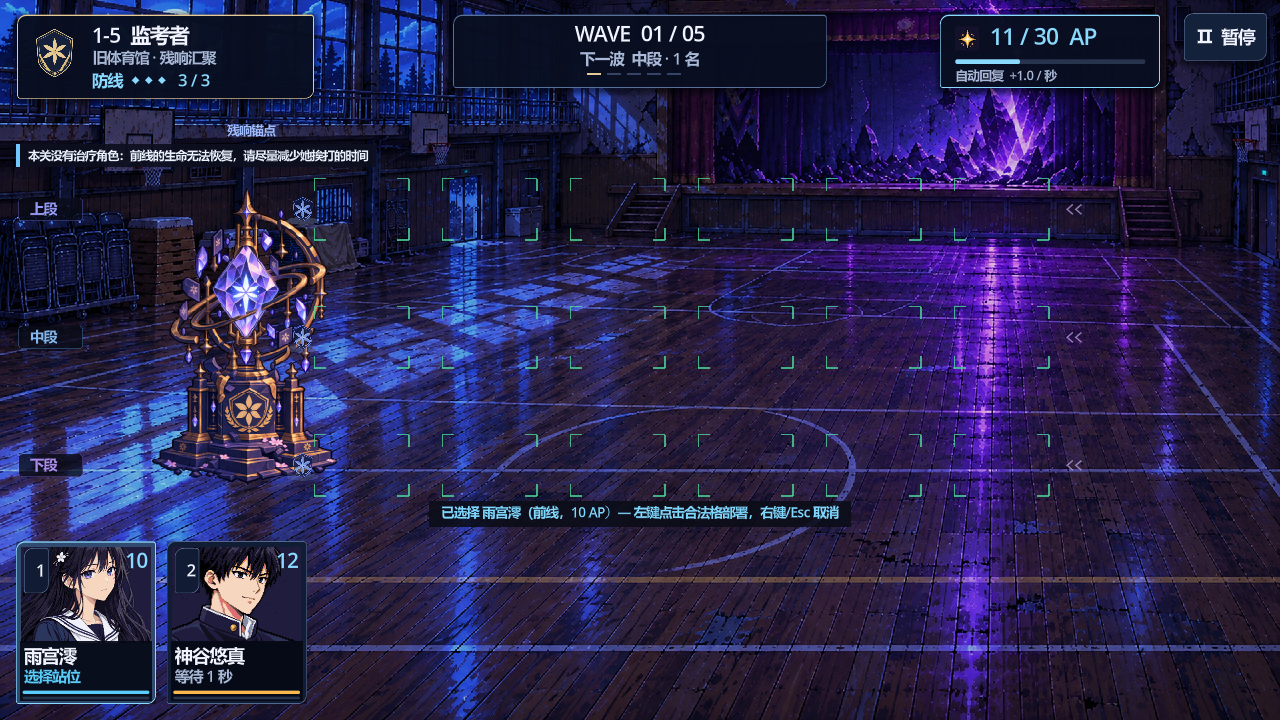 1-5 监考者
旧体育馆·残响汇聚
防线 3 / 3
WAVE 01 / 05
下一波 中段·1 名
11 / 30 AP
自动回复 +1.0 / 秒
暂停
残响锚点
本关没有治疗角色：前线的生命无法恢复，请尽量减少她挨打的时间
上段
中段
下段
已选择 雨宫澪（前线，10 AP）— 左键点击合法格部署，右键/Esc 取消
1
10
雨宫澪
选择站位
2
12
神谷悠真
等待 1 秒